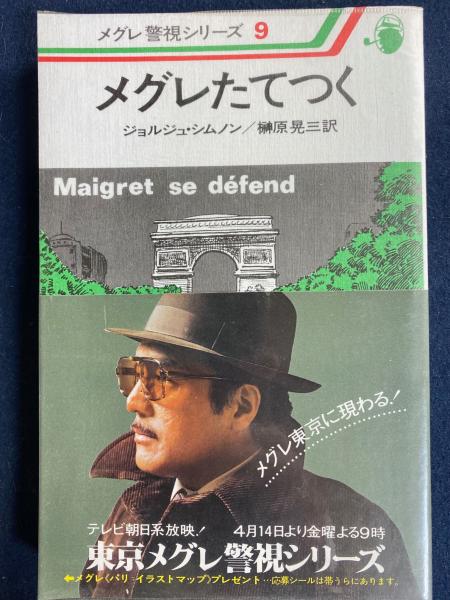 メグレ警視シリーズ 9
メグレたてつく
ジョルジュ・シムノン／榊原晃三訳
Maigret se défend
メグレ東京に現わる！
テレビ朝日系放映！ 4月14日より金曜よる9時
東京メグレ警視シリーズ
←メグレ〈パリ・イラストマップ〉プレゼント…応募シールは帯うらにあります。